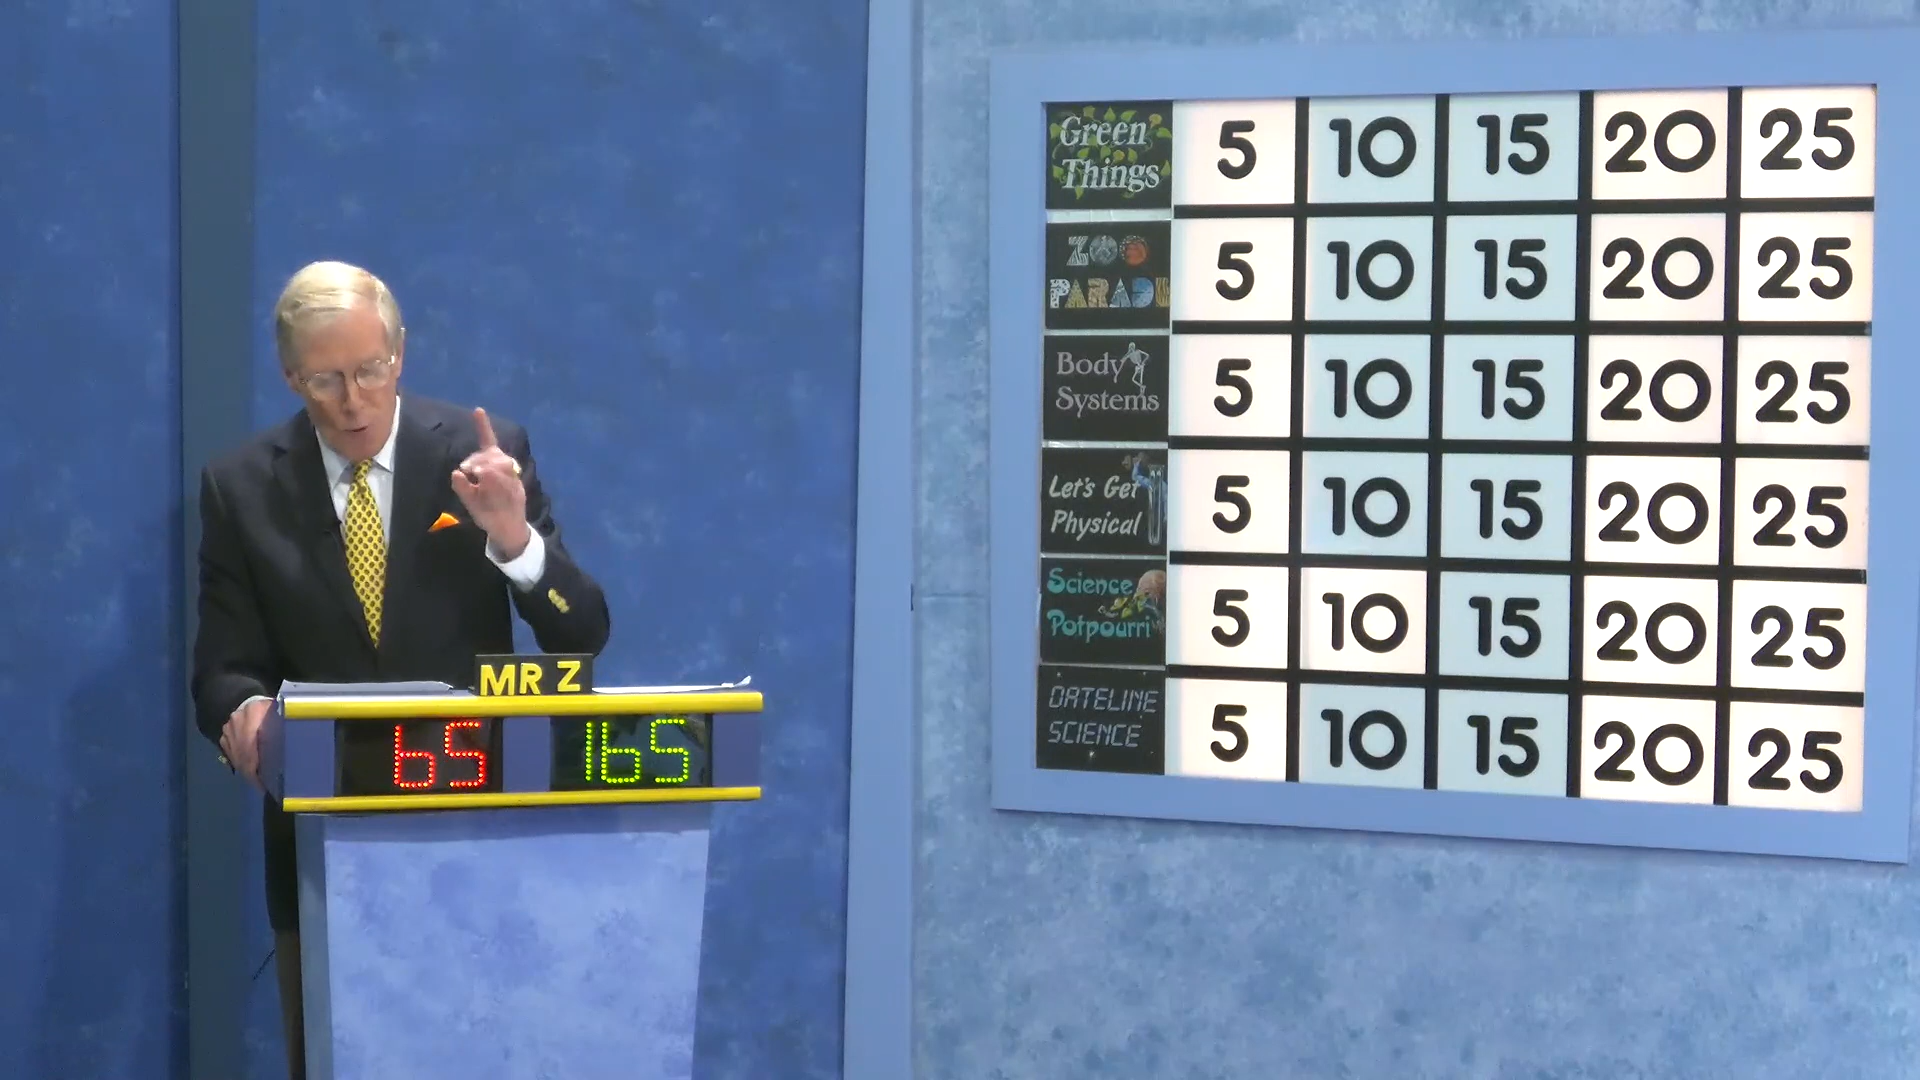 Green
Things
5 10 15 20 25
ZOO
PARADE
5 10 15 20 25
Body
Systems
5 10 15 20 25
Let's Get
Physical
5 10 15 20 25
Science
Potpourri
5 10 15 20 25
DATELINE
SCIENCE
5 10 15 20 25
MR Z
65 165